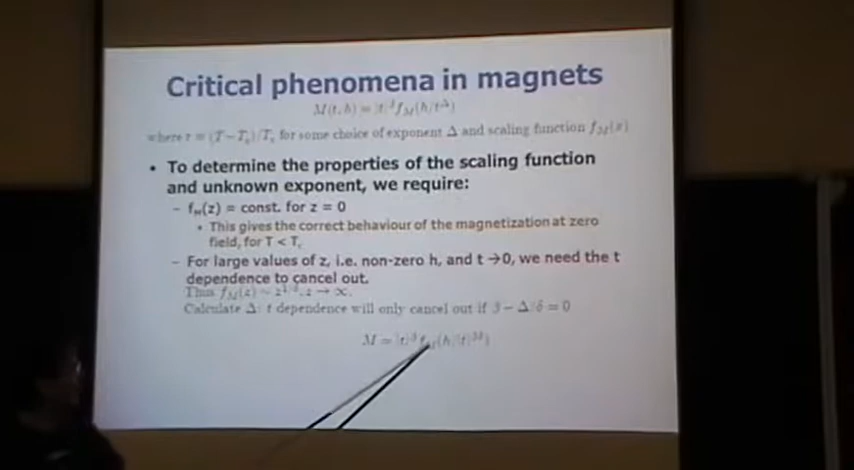 Critical phenomena in magnets
M(t, h) = |t|^β f_M(h/t^Δ)
where t = (T − T_c)/T_c for some choice of exponent Δ and scaling function f_M(x)
• To determine the properties of the scaling function
and unknown exponent, we require:
– f_M(z) = const. for z = 0
• This gives the correct behaviour of the magnetization at zero
field, for T < T_c
– For large values of z, i.e. non-zero h, and t →0, we need the t
dependence to cancel out.
Thus f_M(z) ~ z^{1/δ}, z → ∞.
Calculate Δ: t dependence will only cancel out if β − Δ/δ = 0
M = |t|^β f_M(h/|t|^{βδ})